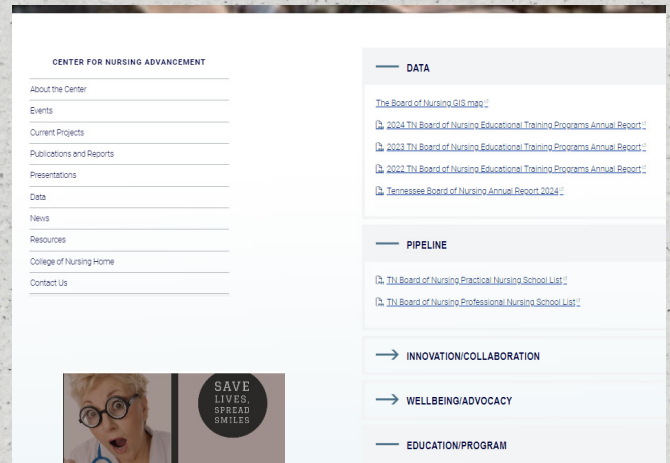 CENTER FOR NURSING ADVANCEMENT
About the Center
Events
Current Projects
Publications and Reports
Presentations
Data
News
Resources
College of Nursing Home
Contact Us
SAVE
LIVES,
SPREAD
SMILES
DATA
The Board of Nursing GIS map
2024 TN Board of Nursing Educational Training Programs Annual Report
2023 TN Board of Nursing Educational Training Programs Annual Report
2022 TN Board of Nursing Educational Training Programs Annual Report
Tennessee Board of Nursing Annual Report 2024
PIPELINE
TN Board of Nursing Practical Nursing School List
TN Board of Nursing Professional Nursing School List
INNOVATION/COLLABORATION
WELLBEING/ADVOCACY
EDUCATION/PROGRAM